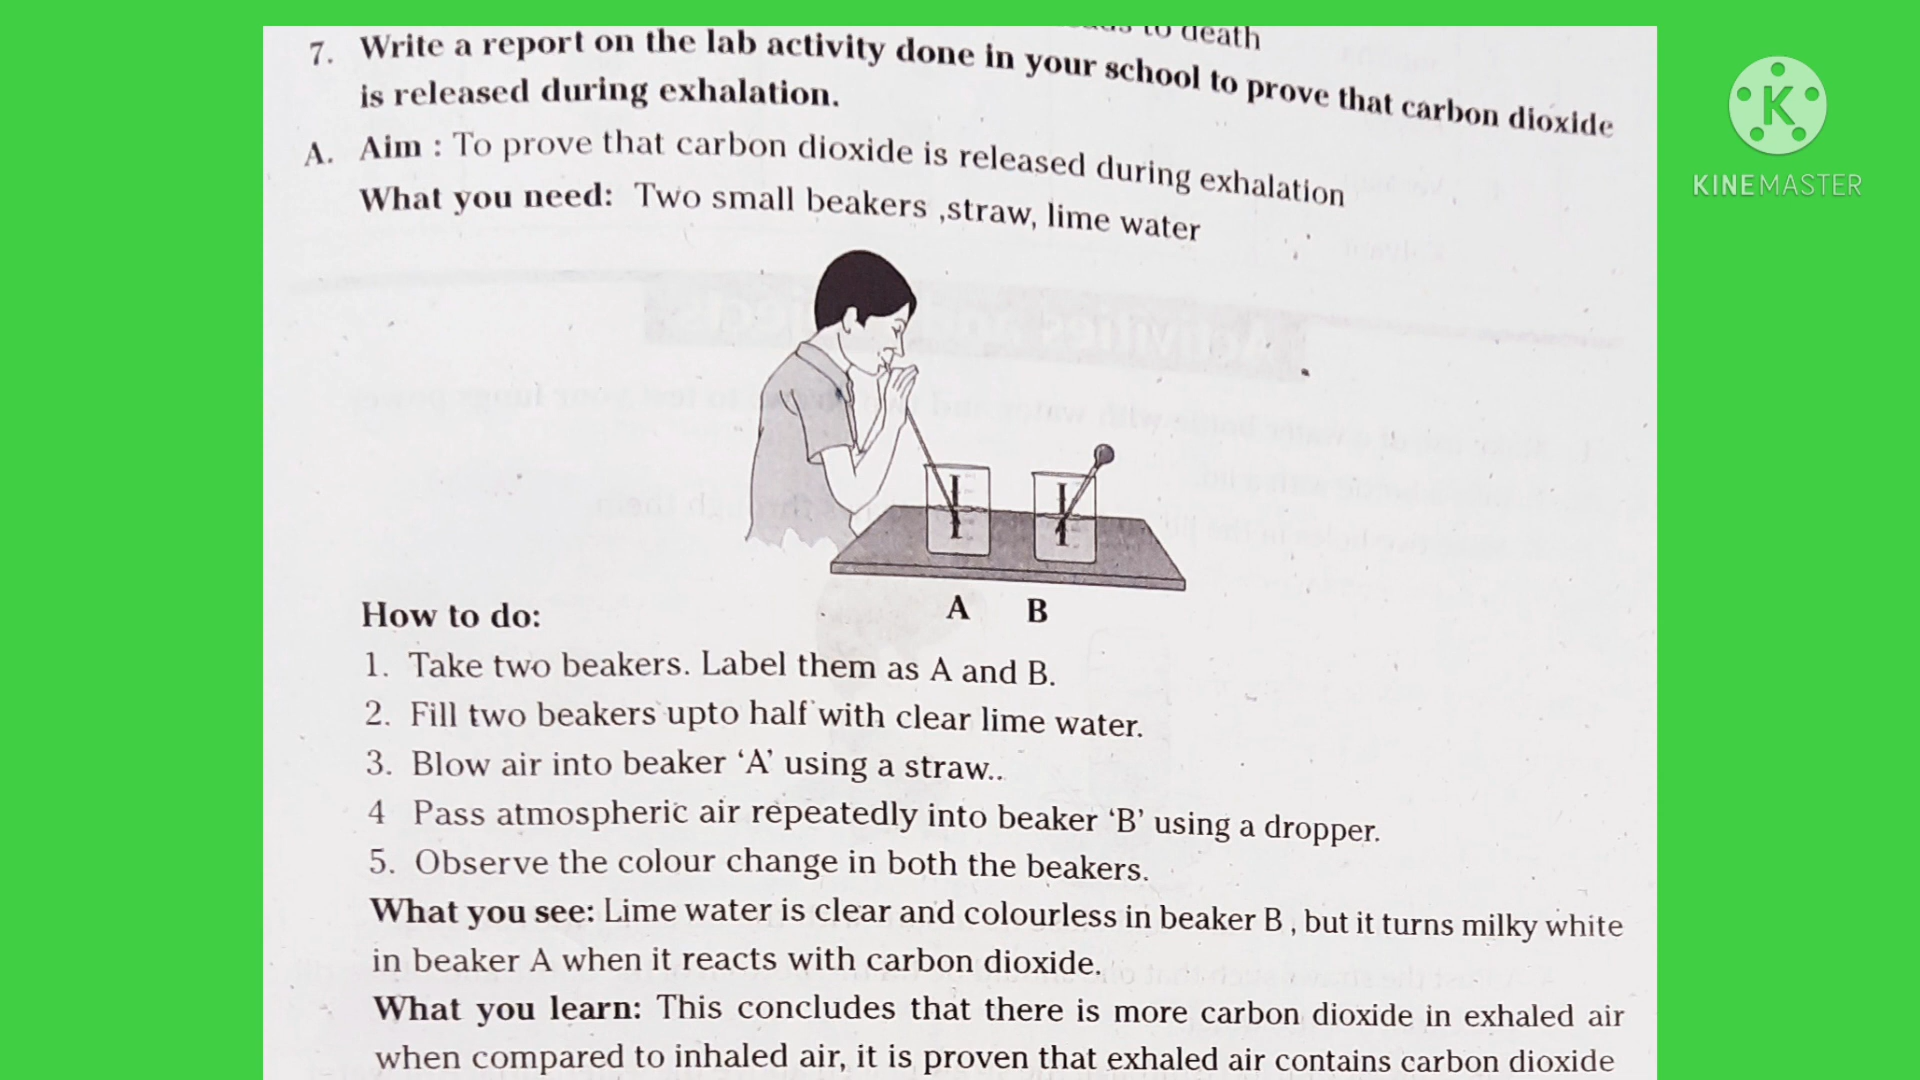 to death
7. Write a report on the lab activity done in your school to prove that carbon dioxide
is released during exhalation.
A. Aim : To prove that carbon dioxide is released during exhalation
What you need: Two small beakers ,straw, lime water
A B
How to do:
1. Take two beakers. Label them as A and B.
2. Fill two beakers upto half with clear lime water.
3. Blow air into beaker ‘A’ using a straw..
4 Pass atmospheric air repeatedly into beaker ‘B’ using a dropper.
5. Observe the colour change in both the beakers.
What you see: Lime water is clear and colourless in beaker B , but it turns milky white
in beaker A when it reacts with carbon dioxide.
What you learn: This concludes that there is more carbon dioxide in exhaled air
when compared to inhaled air, it is proven that exhaled air contains carbon dioxide
K
KINEMASTER